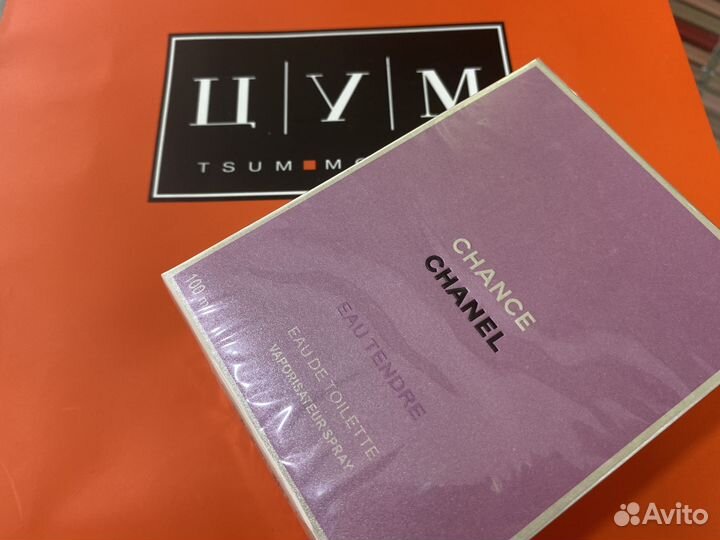 Ц|У|М
TSUM
CHANCE
CHANEL
EAU TENDRE
EAU DE TOILETTE
VAPORISATEUR SPRAY
100 m
Avito